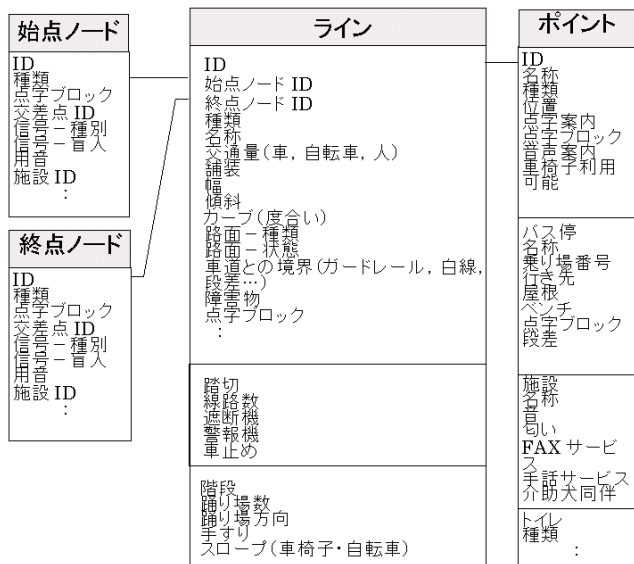 始点ノード
ID
種類
点字ブロック
交差点 ID
信号－種別
信号－盲人
用音
施設 ID
:
終点ノード
ID
種類
点字ブロック
交差点 ID
信号－種別
信号－盲人
用音
施設 ID
:
ライン
ID
始点ノード ID
終点ノード ID
種類
名称
交通量(車, 自転車, 人)
舗装
幅
傾斜
カーブ(度合い)
路面－種類
路面－状態
車道との境界(ガードレール, 白線,
段差…)
障害物
点字ブロック
:
踏切
線路数
遮断機
警報機
車止め
階段
踊り場数
踊り場方向
手すり
スロープ(車椅子・自転車)
ポイント
ID
名称
種類
位置
点字案内
点字ブロック
音声案内
車椅子利用
可能
バス停
名称
乗り場番号
行き先
屋根
ベンチ
点字ブロック
段差
施設
名称
音
匂い
FAX サービ
ス
手話サービス
介助犬同伴
トイレ
種類
: